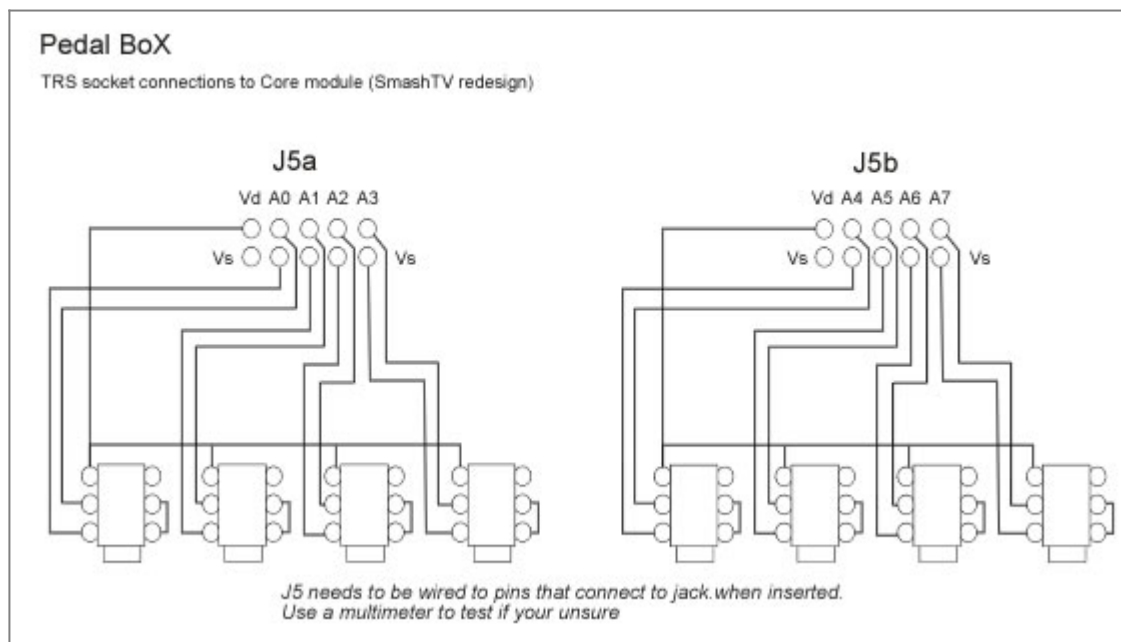 Pedal BoX
TRS socket connections to Core module (SmashTV redesign)
J5a
Vd A0 A1 A2 A3
Vs Vs
J5b
Vd A4 A5 A6 A7
Vs Vs
J5 needs to be wired to pins that connect to jack.when inserted.
Use a multimeter to test if your unsure